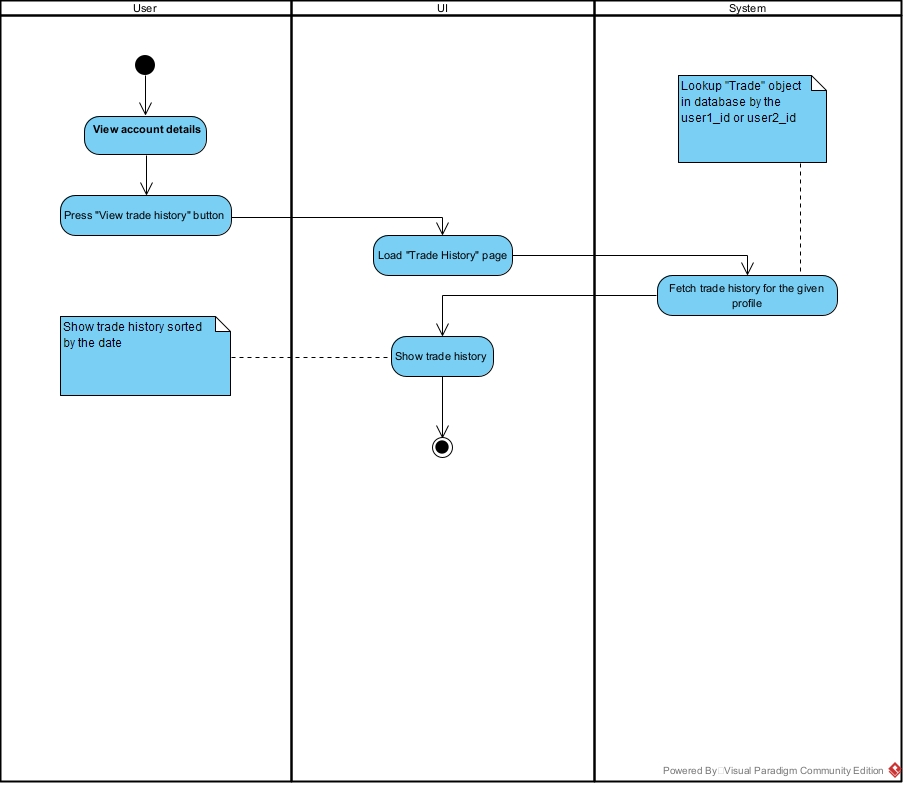 User
UI
System
Lookup "Trade" object
in database by the
user1_id or user2_id
View account details
Press "View trade history" button
Load "Trade History" page
Fetch trade history for the given
profile
Show trade history sorted
by the date
Show trade history
Powered By Visual Paradigm Community Edition